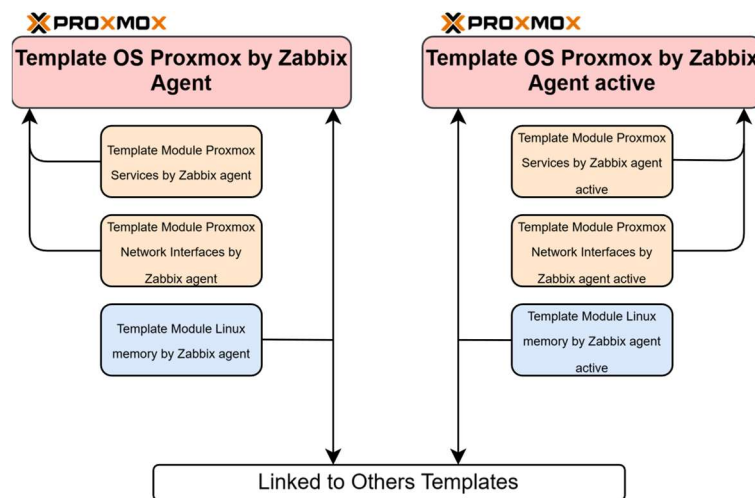 PROXMOX
Template OS Proxmox by Zabbix
Agent
Template Module Proxmox
Services by Zabbix agent
Template Module Proxmox
Network Interfaces by
Zabbix agent
Template Module Linux
memory by Zabbix agent
PROXMOX
Template OS Proxmox by Zabbix
Agent active
Template Module Proxmox
Services by Zabbix agent
active
Template Module Proxmox
Network Interfaces by
Zabbix agent active
Template Module Linux
memory by Zabbix agent
active
Linked to Others Templates